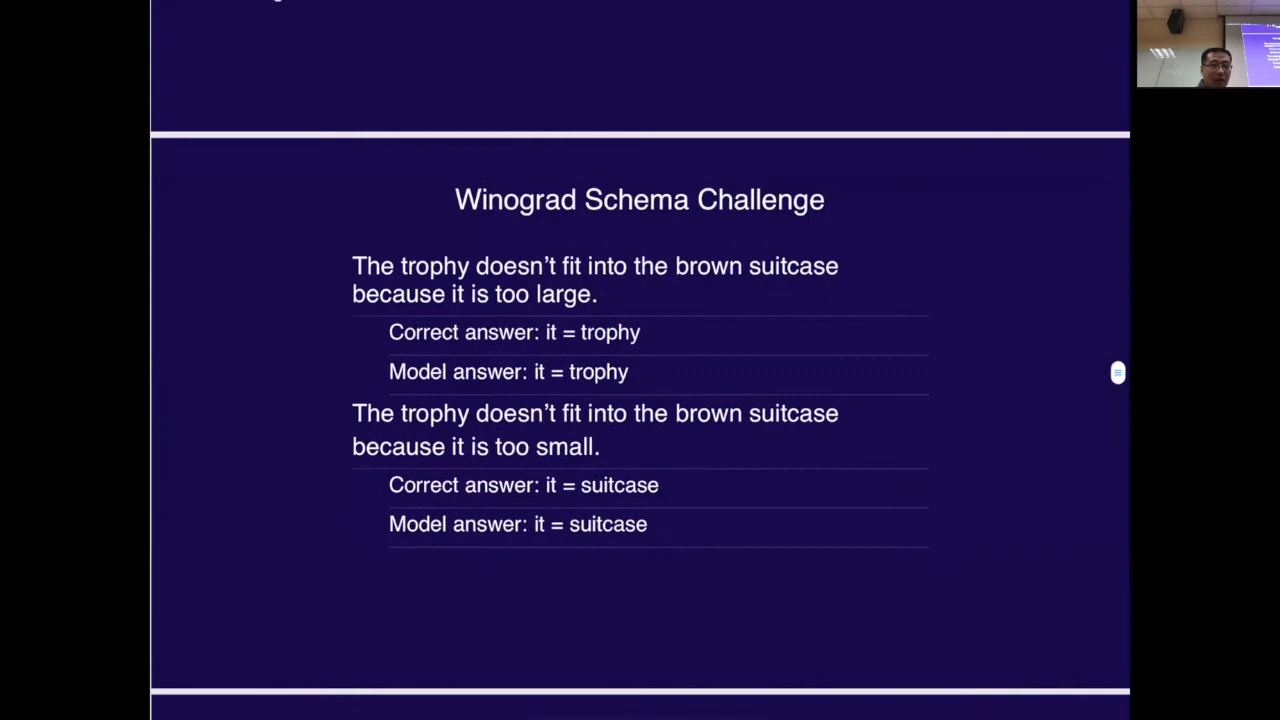 Winograd Schema Challenge
The trophy doesn’t fit into the brown suitcase
because it is too large.
Correct answer: it = trophy
Model answer: it = trophy
The trophy doesn’t fit into the brown suitcase
because it is too small.
Correct answer: it = suitcase
Model answer: it = suitcase